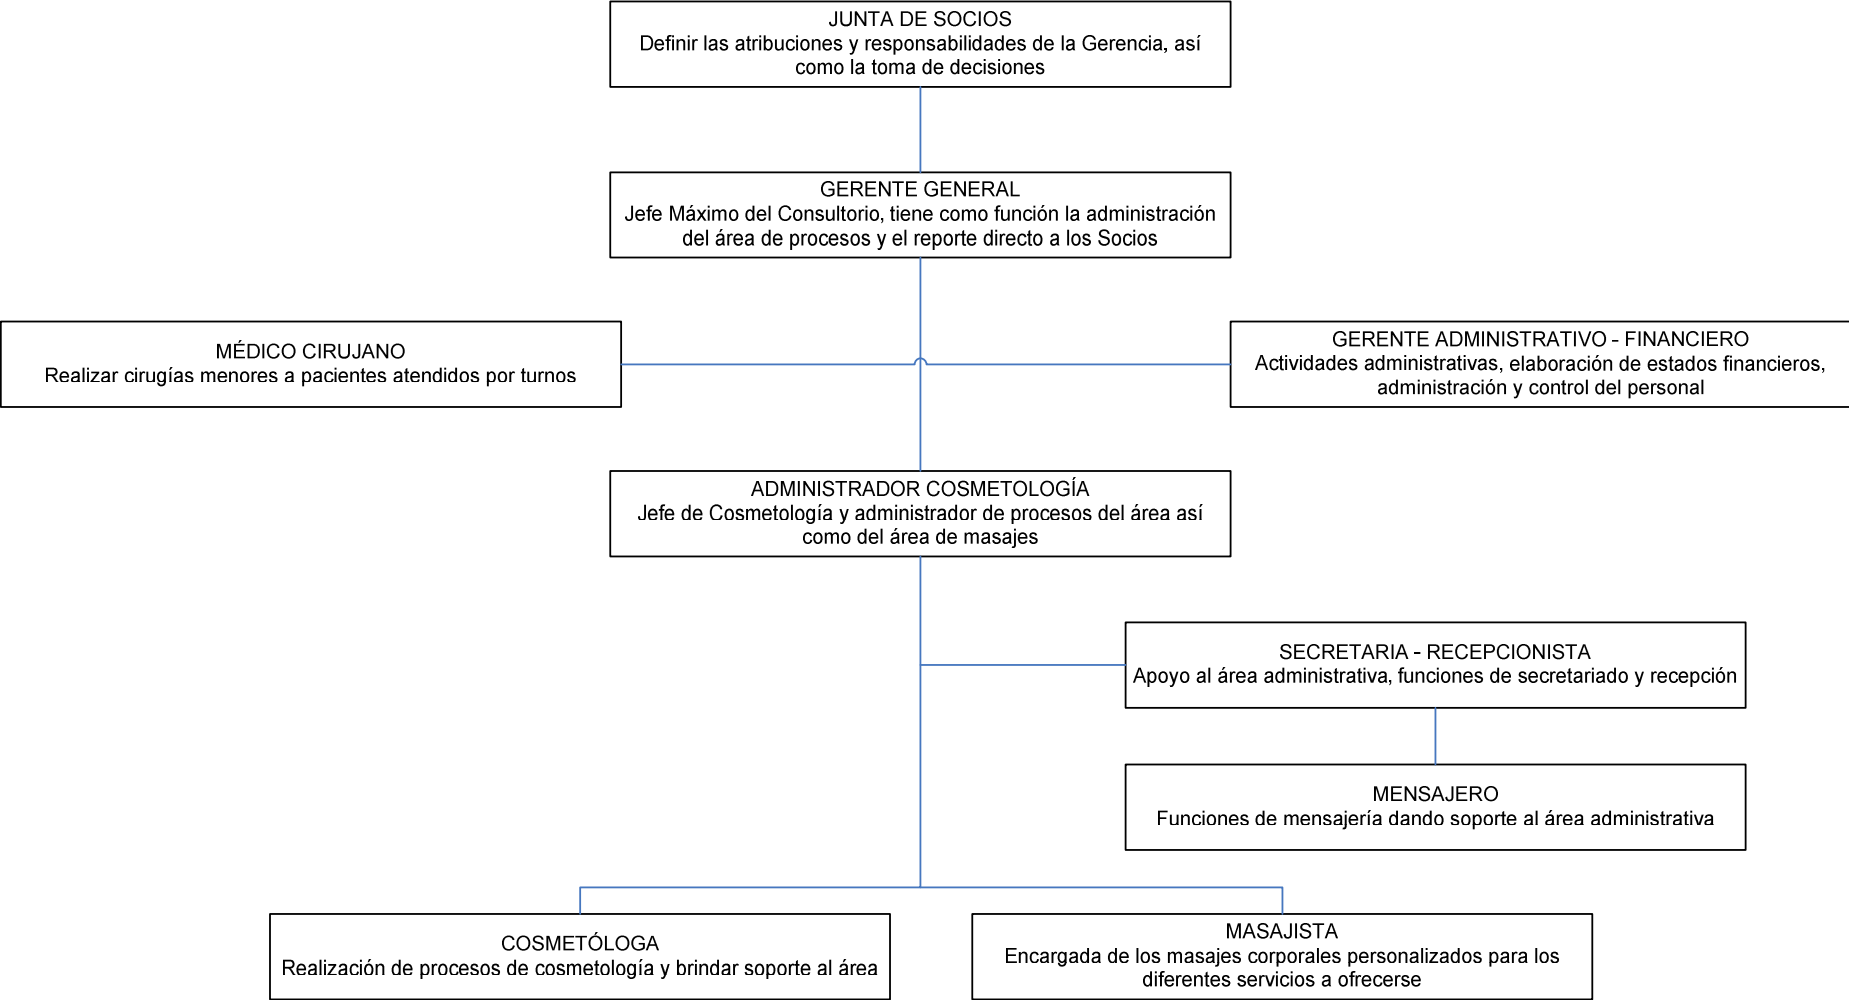 JUNTA DE SOCIOS
Definir las atribuciones y responsabilidades de la Gerencia, así
como la toma de decisiones
GERENTE GENERAL
Jefe Máximo del Consultorio, tiene como función la administración
del área de procesos y el reporte directo a los Socios
MÉDICO CIRUJANO
Realizar cirugías menores a pacientes atendidos por turnos
GERENTE ADMINISTRATIVO - FINANCIERO
Actividades administrativas, elaboración de estados financieros,
administración y control del personal
ADMINISTRADOR COSMETOLOGÍA
Jefe de Cosmetología y administrador de procesos del área así
como del área de masajes
SECRETARIA - RECEPCIONISTA
Apoyo al área administrativa, funciones de secretariado y recepción
MENSAJERO
Funciones de mensajería dando soporte al área administrativa
COSMETÓLOGA
Realización de procesos de cosmetología y brindar soporte al área
MASAJISTA
Encargada de los masajes corporales personalizados para los
diferentes servicios a ofrecerse